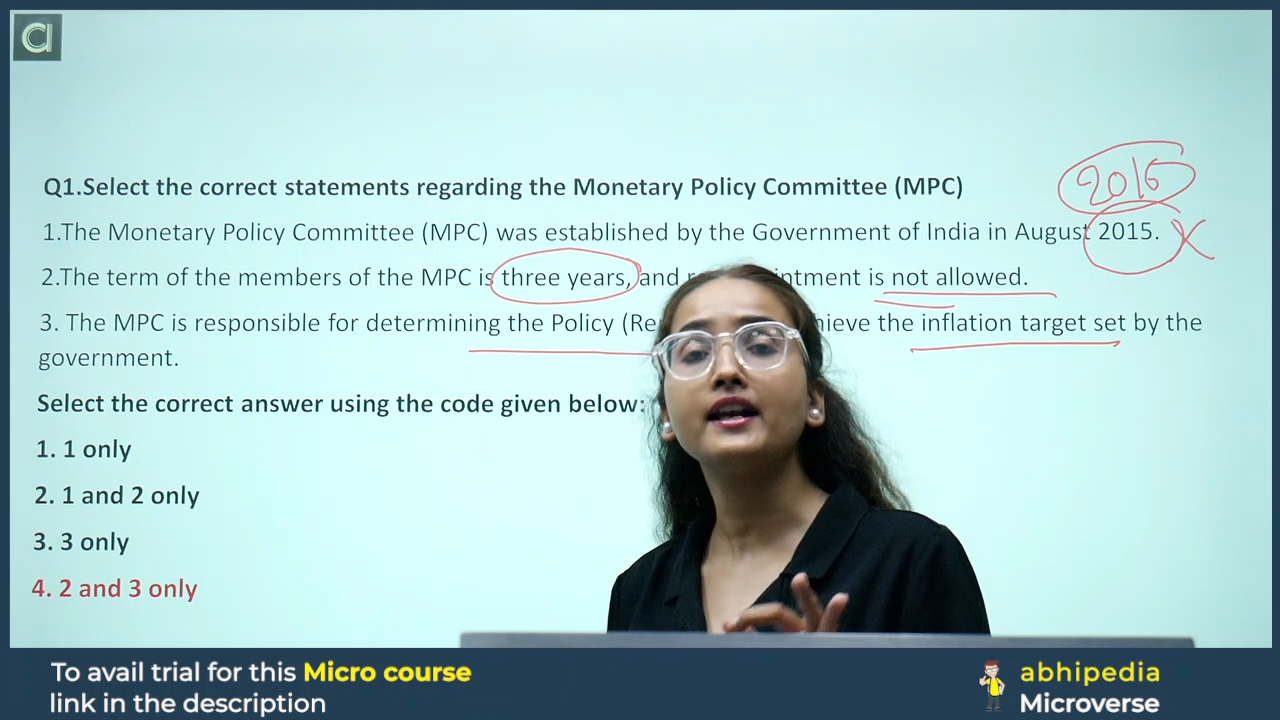 a
Q1.Select the correct statements regarding the Monetary Policy Committee (MPC)
2016
1.The Monetary Policy Committee (MPC) was established by the Government of India in August 2015.
2.The term of the members of the MPC is three years, and is not allowed.
3. The MPC is responsible for determining the Policy the inflation target set by the
government.
Select the correct answer using the code given below:
1. 1 only
2. 1 and 2 only
3. 3 only
4. 2 and 3 only
To avail trial for this Micro course
link in the description
abhipedia
Microverse